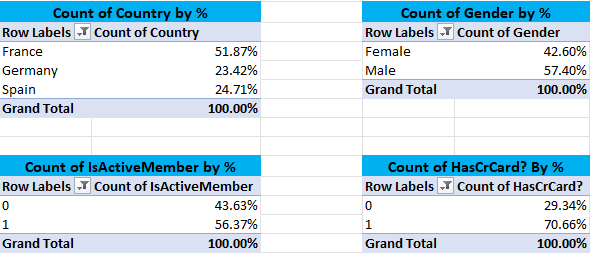 Count of Country by %
Row Labels Count of Country
France 51.87%
Germany 23.42%
Spain 24.71%
Grand Total 100.00%
Count of Gender by %
Row Labels Count of Gender
Female 42.60%
Male 57.40%
Grand Total 100.00%
Count of IsActiveMember by %
Row Labels Count of IsActiveMember
0 43.63%
1 56.37%
Grand Total 100.00%
Count of HasCrCard? By %
Row Labels Count of HasCrCard?
0 29.34%
1 70.66%
Grand Total 100.00%